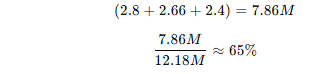 (2.8 + 2.66 + 2.4) = 7.86M
7.86M
12.18M
≈ 65%